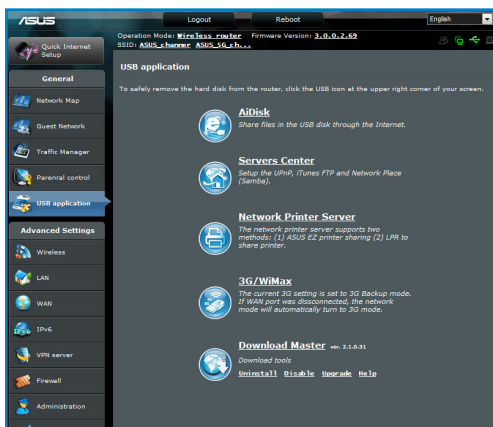 ASUS
Logout
Reboot
English
Quick Internet
Setup
Operation Mode: Wireless router Firmware Version: 3.0.0.2.69
SSID: ASUS_channer ASUS_5G_ch...
General
Network Map
Guest Network
Traffic Manager
Parenral control
USB application
Advanced Settings
Wireless
LAN
WAN
IPv6
VPN server
Firewall
Administration
USB application
To safely remove the hard disk from the router, click the USB icon at the upper right corner of your screen.
AiDisk
Share files in the USB disk through the Internet.
Servers Center
Setup the UPnP, iTunes FTP and Network Place
(Samba).
Network Printer Server
The network printer server supports two
methods: (1) ASUS EZ printer sharing (2) LPR to
share printer.
3G/WiMax
The current 3G setting is set to 3G Backup mode.
If WAN port was dissconnected, the network
mode will automatically turn to 3G mode.
Download Master ver. 2.1.0.31
Download tools
Uninstall Disable Upgrade Help